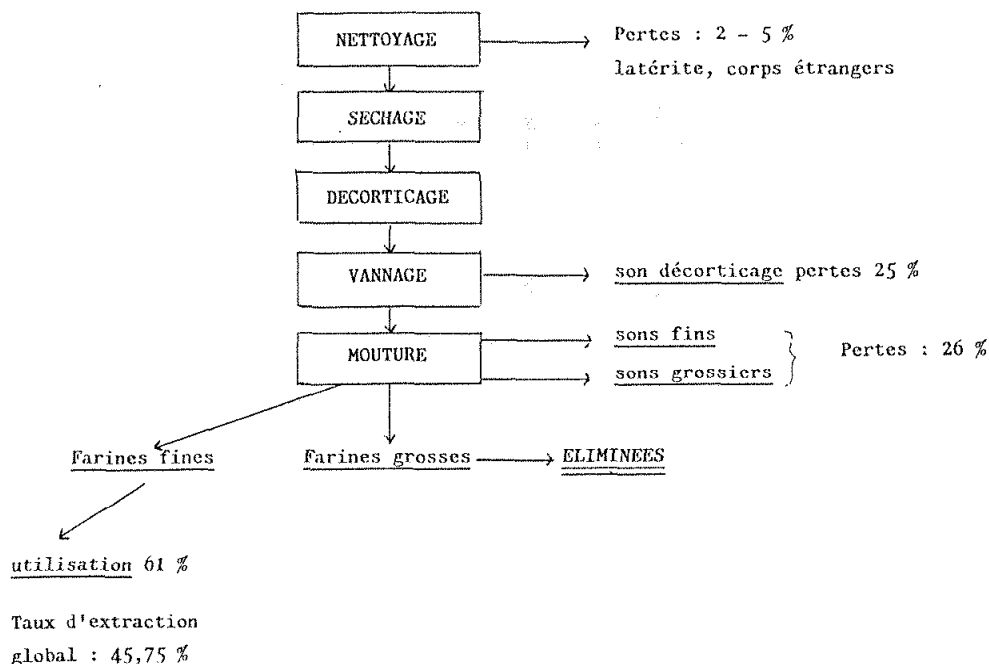 NETTOYAGE
Pertes : 2 - 5 %
latérite, corps étrangers
SECHAGE
DECORTICAGE
VANNAGE
son décorticage pertes 25 %
MOUTURE
sons fins
sons grossiers
Pertes : 26 %
Farines fines
Farines grosses
ELIMINEES
utilisation 61 %
Taux d'extraction
global : 45,75 %